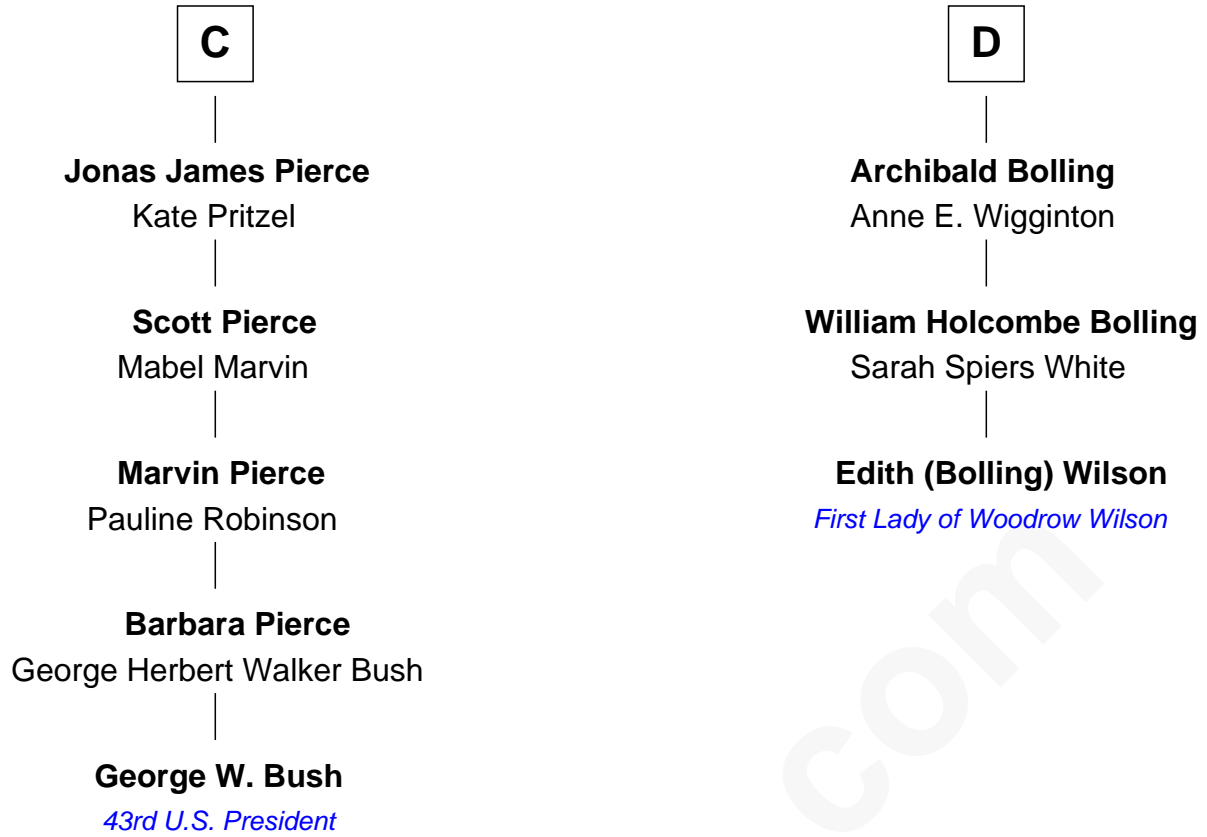 C
Jonas James Pierce
Kate Pritzel
Scott Pierce
Mabel Marvin
Marvin Pierce
Pauline Robinson
Barbara Pierce
George Herbert Walker Bush
George W. Bush
43rd U.S. President
D
Archibald Bolling
Anne E. Wigginton
William Holcombe Bolling
Sarah Spiers White
Edith (Bolling) Wilson
First Lady of Woodrow Wilson
com